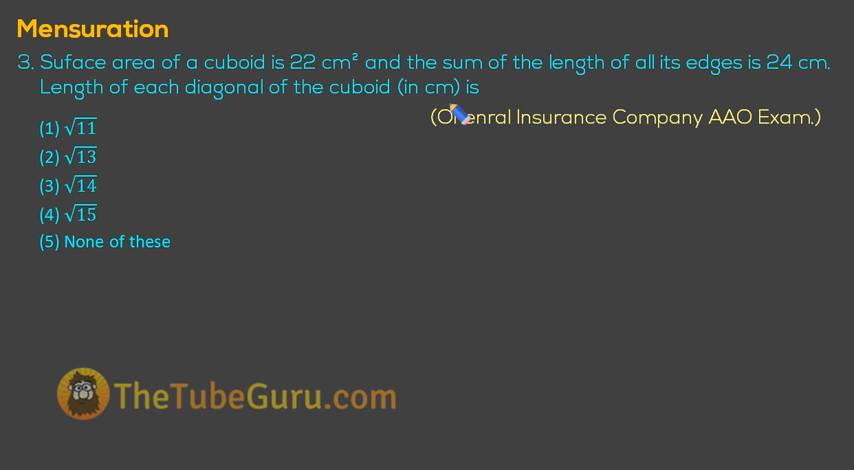 Mensuration
3. Suface area of a cuboid is 22 cm² and the sum of the length of all its edges is 24 cm.
Length of each diagonal of the cuboid (in cm) is
(Insurance Company AAO Exam.)
(1) √11
(2) √13
(3) √14
(4) √15
(5) None of these
TheTubeGuru.com